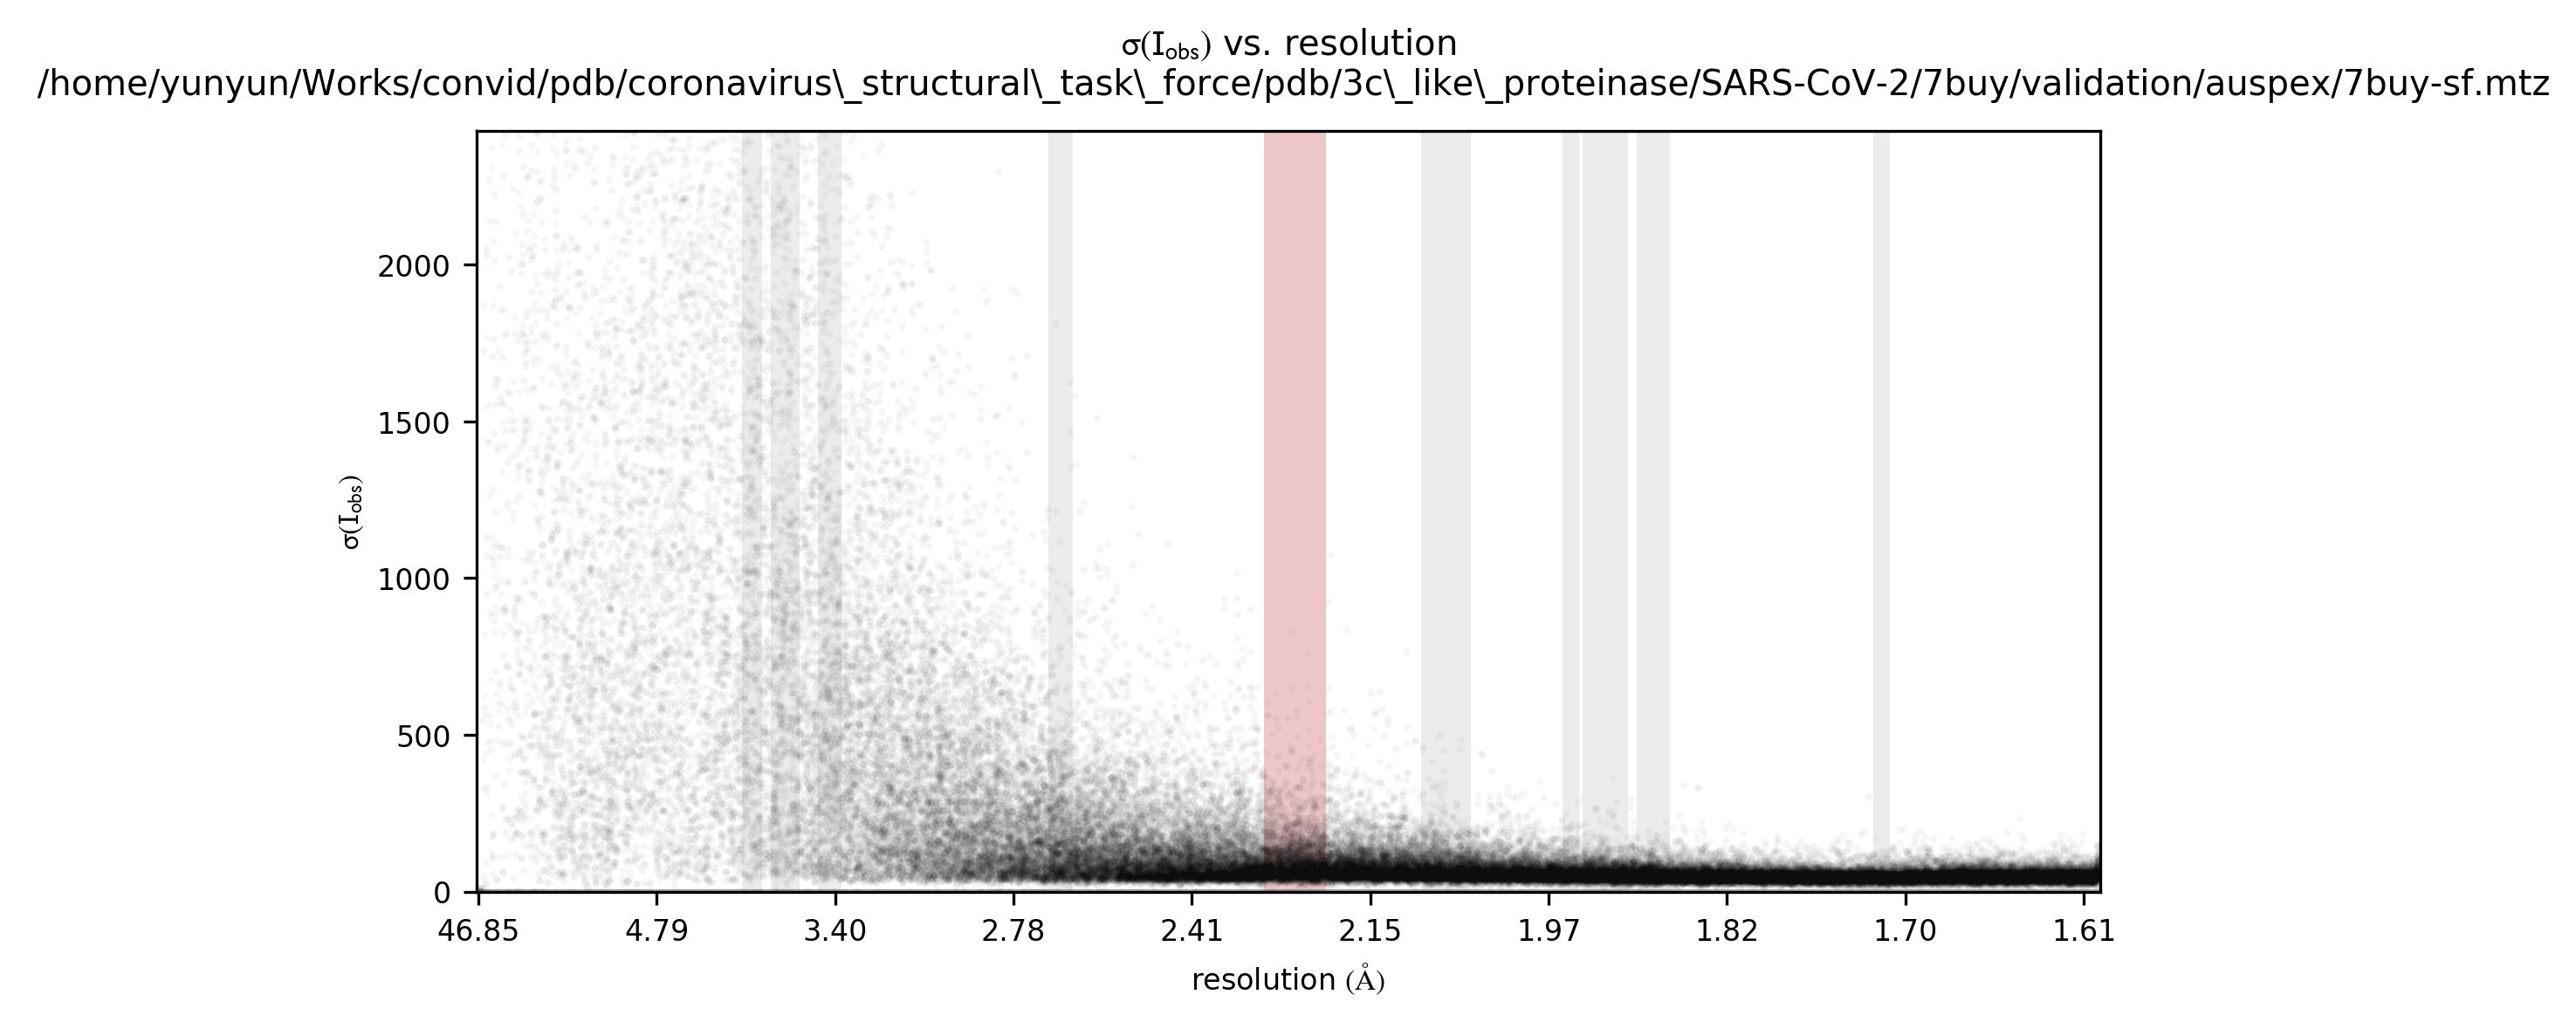 σ(I_obs) vs. resolution
/home/yunyun/Works/convid/pdb/coronavirus\_structural\_task\_force/pdb/3c\_like\_proteinase/SARS-CoV-2/7buy/validation/auspex/7buy-sf.mtz
σ(I_obs)
2000
1500
1000
500
0
46.85 4.79 3.40 2.78 2.41 2.15 1.97 1.82 1.70 1.61
resolution (Å)